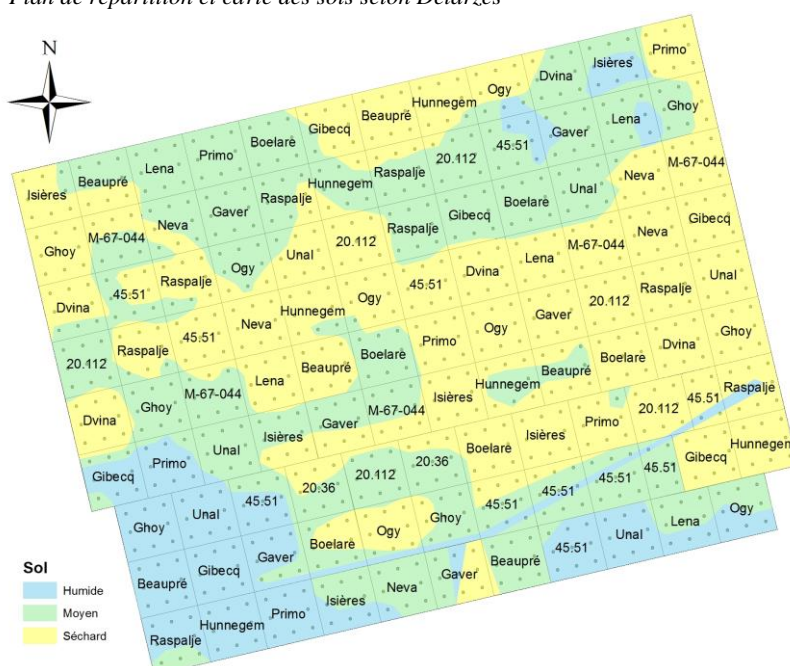 Plan de répartition et carte des sols selon Delarzes
N
Isières Primo
Dvina
Ogy
Hunnegem
Beaupré
Gibecq
Boelare
Primo
Lena
Beaupré
Isières
Ghoy
Lena
Gaver
45.51
20.112
Raspalje
Hunnegem
Raspalje
Gaver
Neva
M-67-044
Ghoy
M-67-044
Neva
Unal
Boelare
Gibecq
Raspalje
20.112
Unal
Ogy
Raspalje
45.51
Dvina
Gibecq
Neva
M-67-044
Lena
Dvina
45.51
Ogy
Hunnegem
Neva
45.51
Raspalje
20.112
Unal
Raspalje
20.112
Gaver
Ogy
Primo
Boelare
Beaupré
Lena
M-67-044
Ghoy
Dvina
Ghoy
Dvina
Boelare
Beaupré
Hunnegem
Isières
M-67-044
Gaver
Isières
Unal
Primo
Gibecq
Raspalje
45.51
20.112
Primo
Isières
Boelare
20.36
20.112
20.36
45.51
Unal
Ghoy
Hunnegem
Gibecq
45.51
45.51
45.51
45.51
Ghoy
Ogy
Boelare
Gaver
Gibecq
Beaupré
Ogy
Lena
Unal
45.51
Beaupré
Gaver
Neva
Isières
Primo
Hunnegem
Raspalje
Sol
Humide
Moyen
Séchard